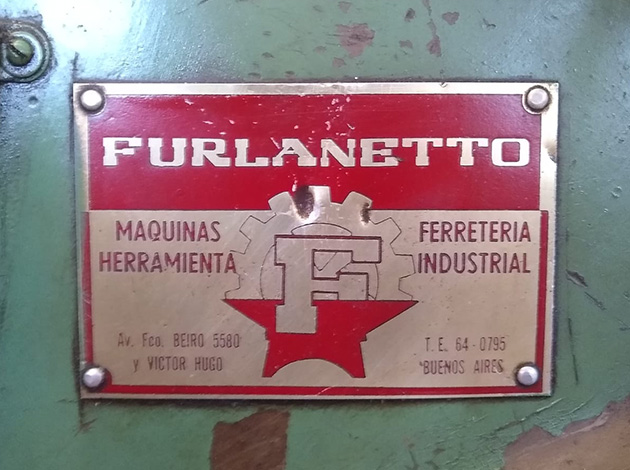 FURLANETTO
MAQUINAS
HERRAMIENTA
FERRETERIA
INDUSTRIAL
F
Av. Fco. BEIRO 5580
y VICTOR HUGO
T.E. 64-0795
BUENOS AIRES